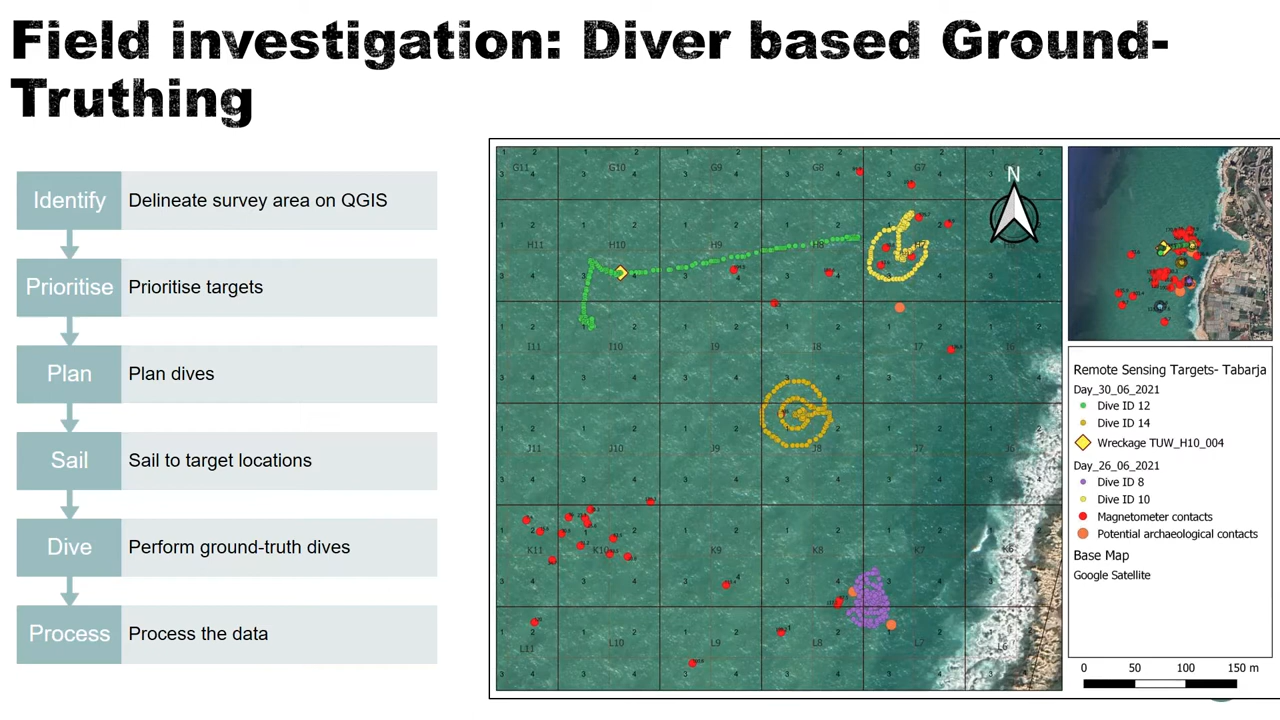 Field investigation: Diver based Ground-
Truthing
Identify
Delineate survey area on QGIS
Prioritise
Prioritise targets
Plan
Plan dives
Sail
Sail to target locations
Dive
Perform ground-truth dives
Process
Process the data
N
G11
G10
G9
G8
G7
H11
H10
H9
H8
I11
I10
I9
I8
I7
I6
J11
J10
J8
J6
K11
K10
K9
K8
K7
K6
L11
L10
L9
L8
L7
L6
Remote Sensing Targets- Tabarja
Day_30_06_2021
Dive ID 12
Dive ID 14
Wreckage TUW_H10_004
Day_26_06_2021
Dive ID 8
Dive ID 10
Magnetometer contacts
Potential archaeological contacts
Base Map
Google Satellite
0 50 100 150 m